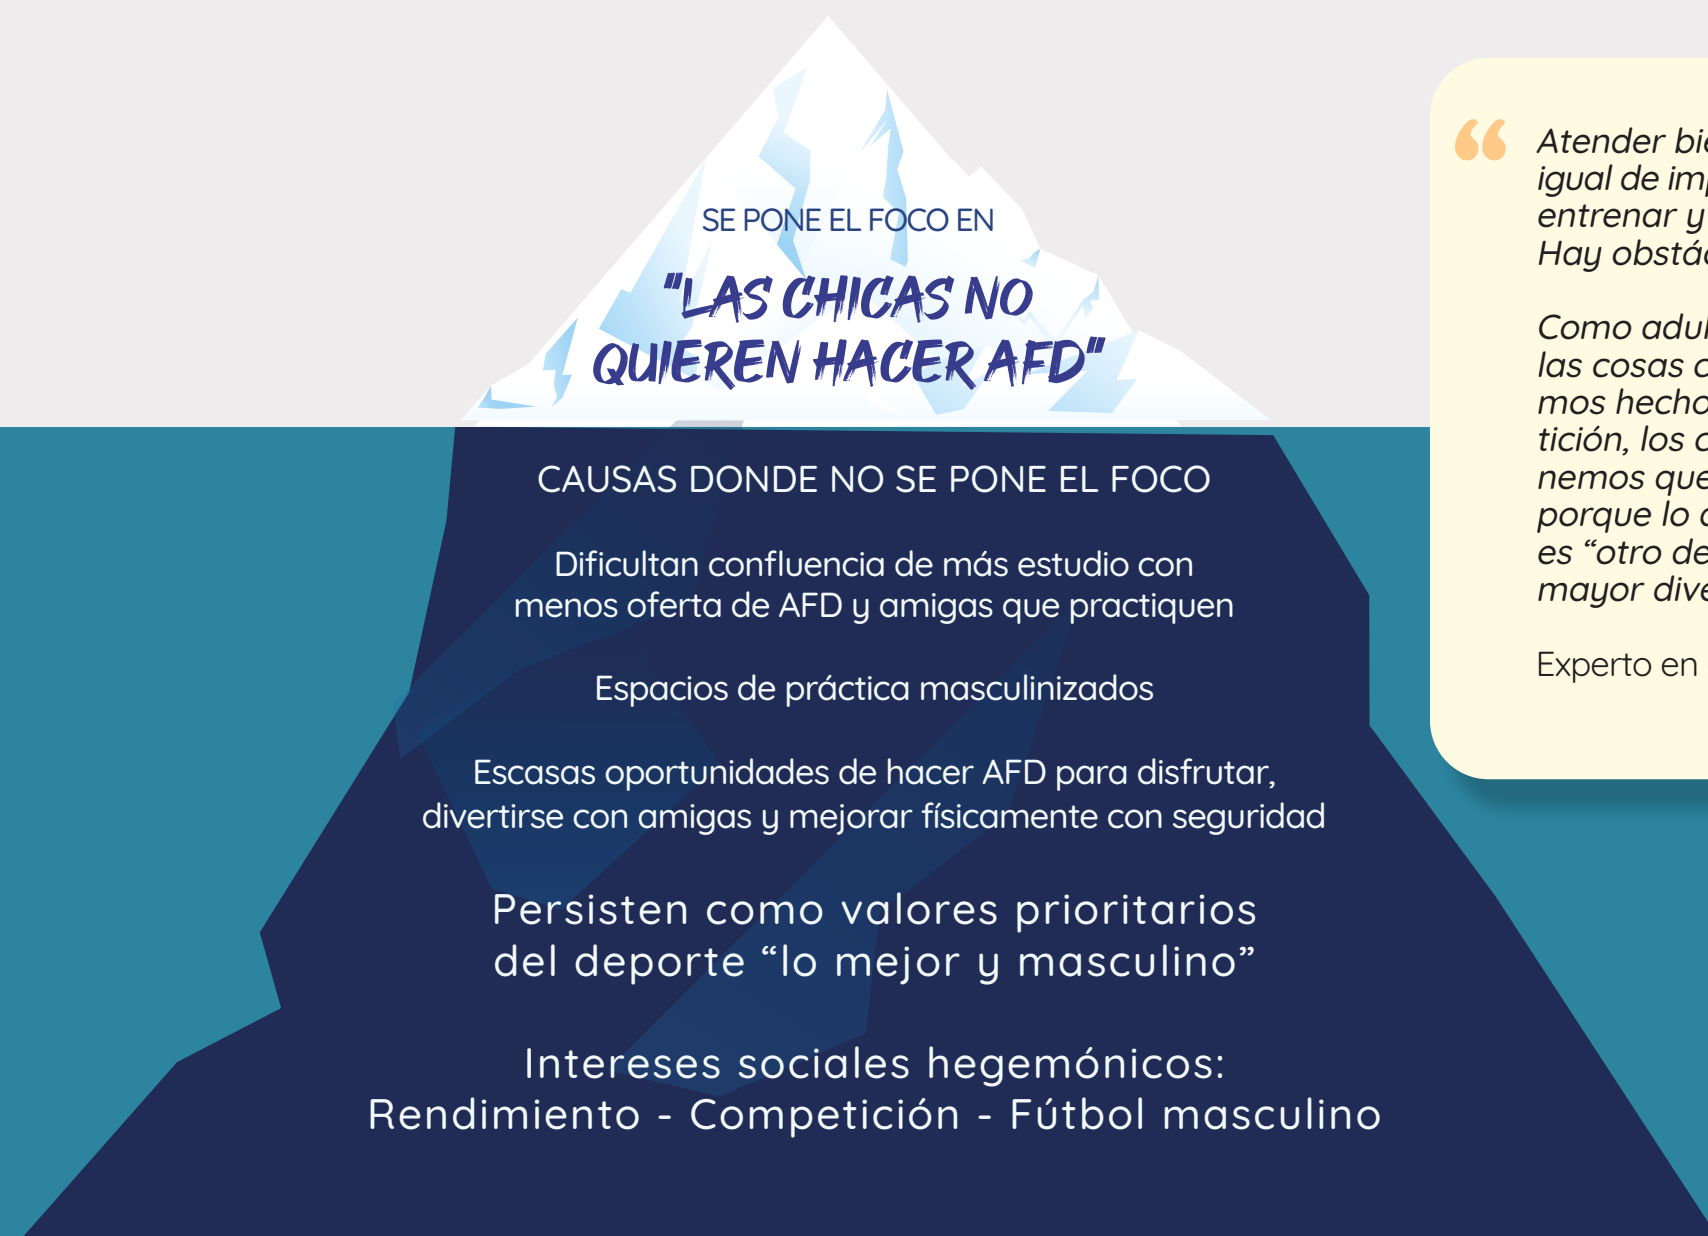 SE PONE EL FOCO EN
"LAS CHICAS NO
QUIEREN HACER AFD"
CAUSAS DONDE NO SE PONE EL FOCO
Dificultan confluencia de más estudio con
menos oferta de AFD y amigas que practiquen
Espacios de práctica masculinizados
Escasas oportunidades de hacer AFD para disfrutar,
divertirse con amigas y mejorar físicamente con seguridad
Persisten como valores prioritarios
del deporte “lo mejor y masculino”
Intereses sociales hegemónicos:
Rendimiento - Competición - Fútbol masculino
“
Atender
igual de
entrenar y
Hay
Como
las cosas
mos
tición, los
nemos
porque lo
es “otro
mayor
Experto en